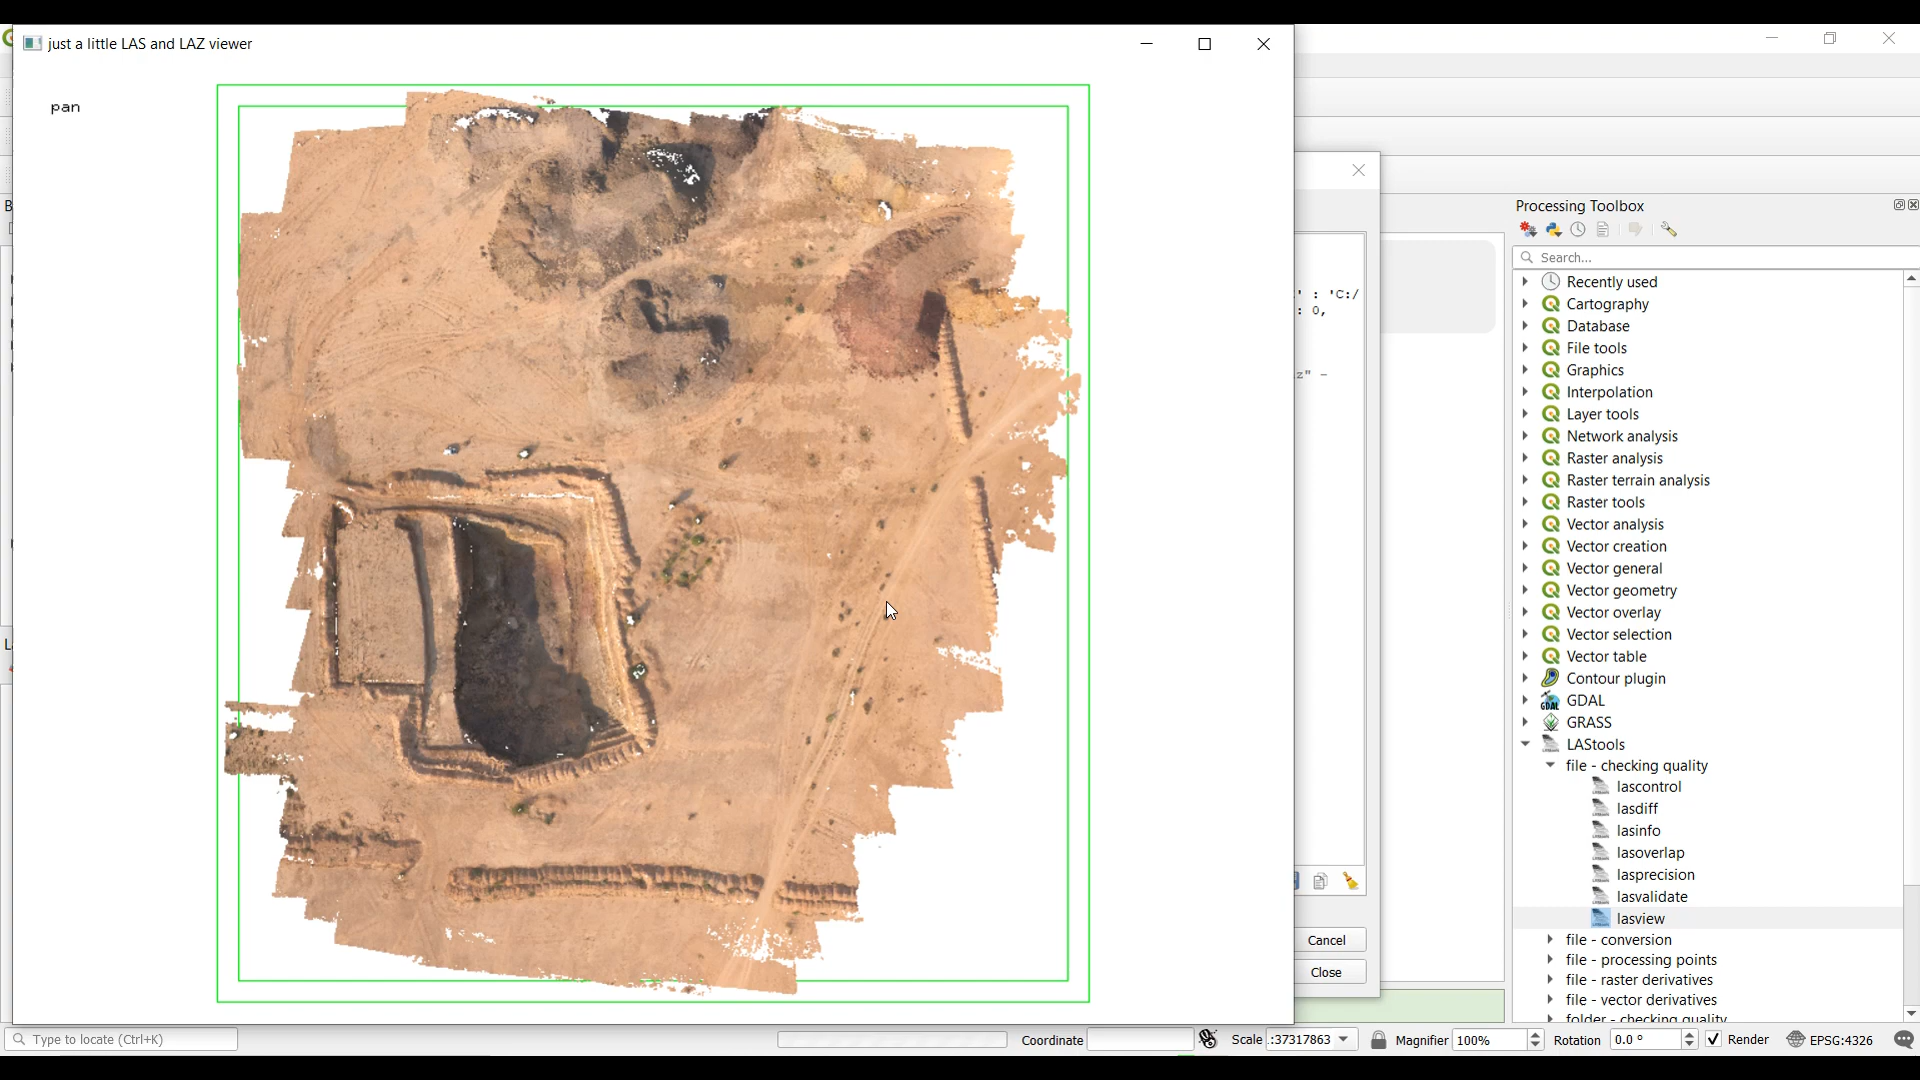 just a little LAS and LAZ viewer
pan
' : 'C:/
: 0,
z" -
Cancel
Close
Processing Toolbox
Search...
Recently used
Cartography
Database
File tools
Graphics
Interpolation
Layer tools
Network analysis
Raster analysis
Raster terrain analysis
Raster tools
Vector analysis
Vector creation
Vector general
Vector geometry
Vector overlay
Vector selection
Vector table
Contour plugin
GDAL
GRASS
LAStools
file - checking quality
lascontrol
lasdiff
lasinfo
lasoverlap
lasprecision
lasvalidate
lasview
file - conversion
file - processing points
file - raster derivatives
file - vector derivatives
folder - checking quality
Type to locate (Ctrl+K)
Coordinate
Scale :37317863
Magnifier 100%
Rotation 0.0 °
Render
EPSG:4326